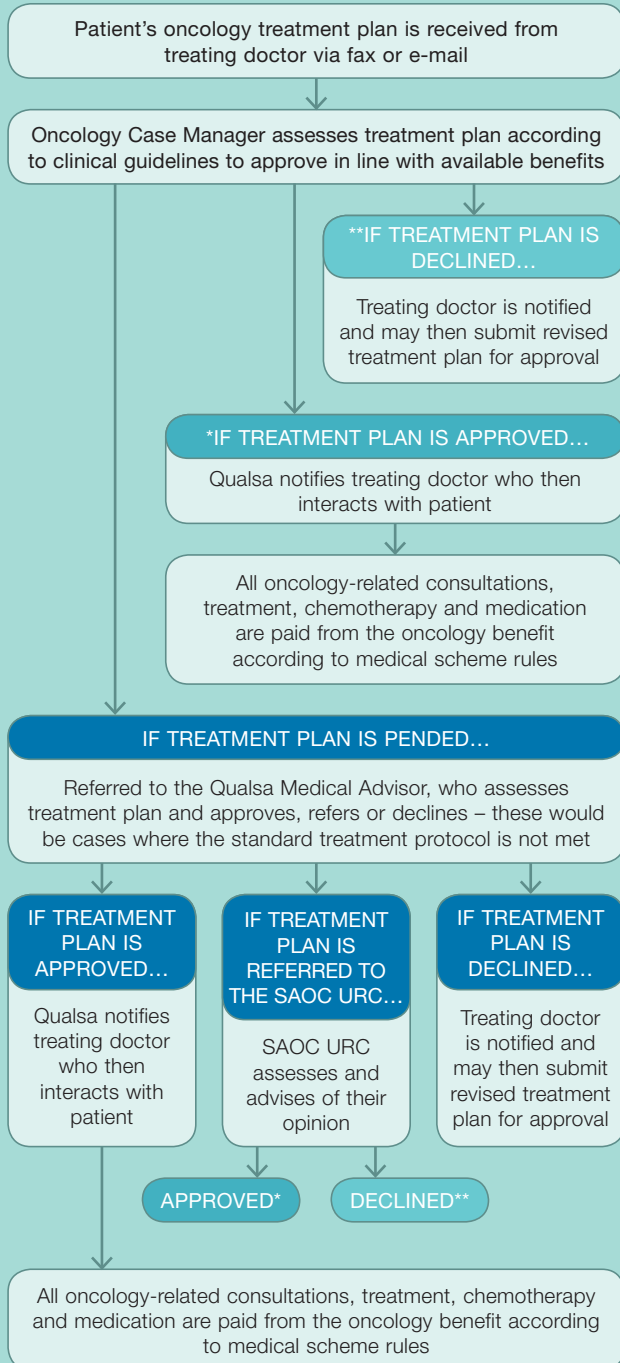 Patient’s oncology treatment plan is received from
treating doctor via fax or e-mail
Oncology Case Manager assesses treatment plan according
to clinical guidelines to approve in line with available benefits
**IF TREATMENT PLAN IS
DECLINED…
Treating doctor is notified
and may then submit revised
treatment plan for approval
*IF TREATMENT PLAN IS APPROVED…
Qualsa notifies treating doctor who then
interacts with patient
All oncology-related consultations,
treatment, chemotherapy and medication
are paid from the oncology benefit
according to medical scheme rules
IF TREATMENT PLAN IS PENDED…
Referred to the Qualsa Medical Advisor, who assesses
treatment plan and approves, refers or declines – these would
be cases where the standard treatment protocol is not met
IF TREATMENT
PLAN IS
APPROVED…
Qualsa notifies
treating doctor
who then
interacts with
patient
IF TREATMENT
PLAN IS
REFERRED TO
THE SAOC URC…
SAOC URC
assesses and
advises of their
opinion
IF TREATMENT
PLAN IS
DECLINED…
Treating doctor
is notified and
may then submit
revised treatment
plan for approval
APPROVED*
DECLINED**
All oncology-related consultations, treatment, chemotherapy
and medication are paid from the oncology benefit according
to medical scheme rules